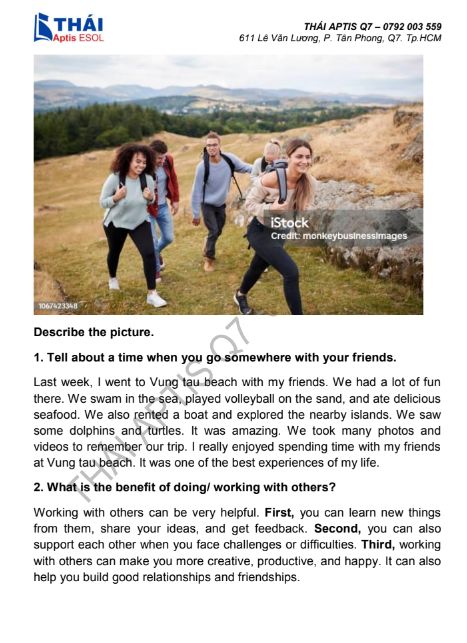 THÁI
Aptis ESOL
THÁI APTIS Q7 – 0792 003 559
611 Lê Văn Lương, P. Tân Phong, Q7. Tp.HCM
iStock
Credit: monkeybusinessimages
1067423348
Describe the picture.
1. Tell about a time when you go somewhere with your friends.
Last week, I went to Vung tau beach with my friends. We had a lot of fun
there. We swam in the sea, played volleyball on the sand, and ate delicious
seafood. We also rented a boat and explored the nearby islands. We saw
some dolphins and turtles. It was amazing. We took many photos and
videos to remember our trip. I really enjoyed spending time with my friends
at Vung tau beach. It was one of the best experiences of my life.
2. What is the benefit of doing/ working with others?
Working with others can be very helpful. First, you can learn new things
from them, share your ideas, and get feedback. Second, you can also
support each other when you face challenges or difficulties. Third, working
with others can make you more creative, productive, and happy. It can also
help you build good relationships and friendships.
THÁI APTIS Q7